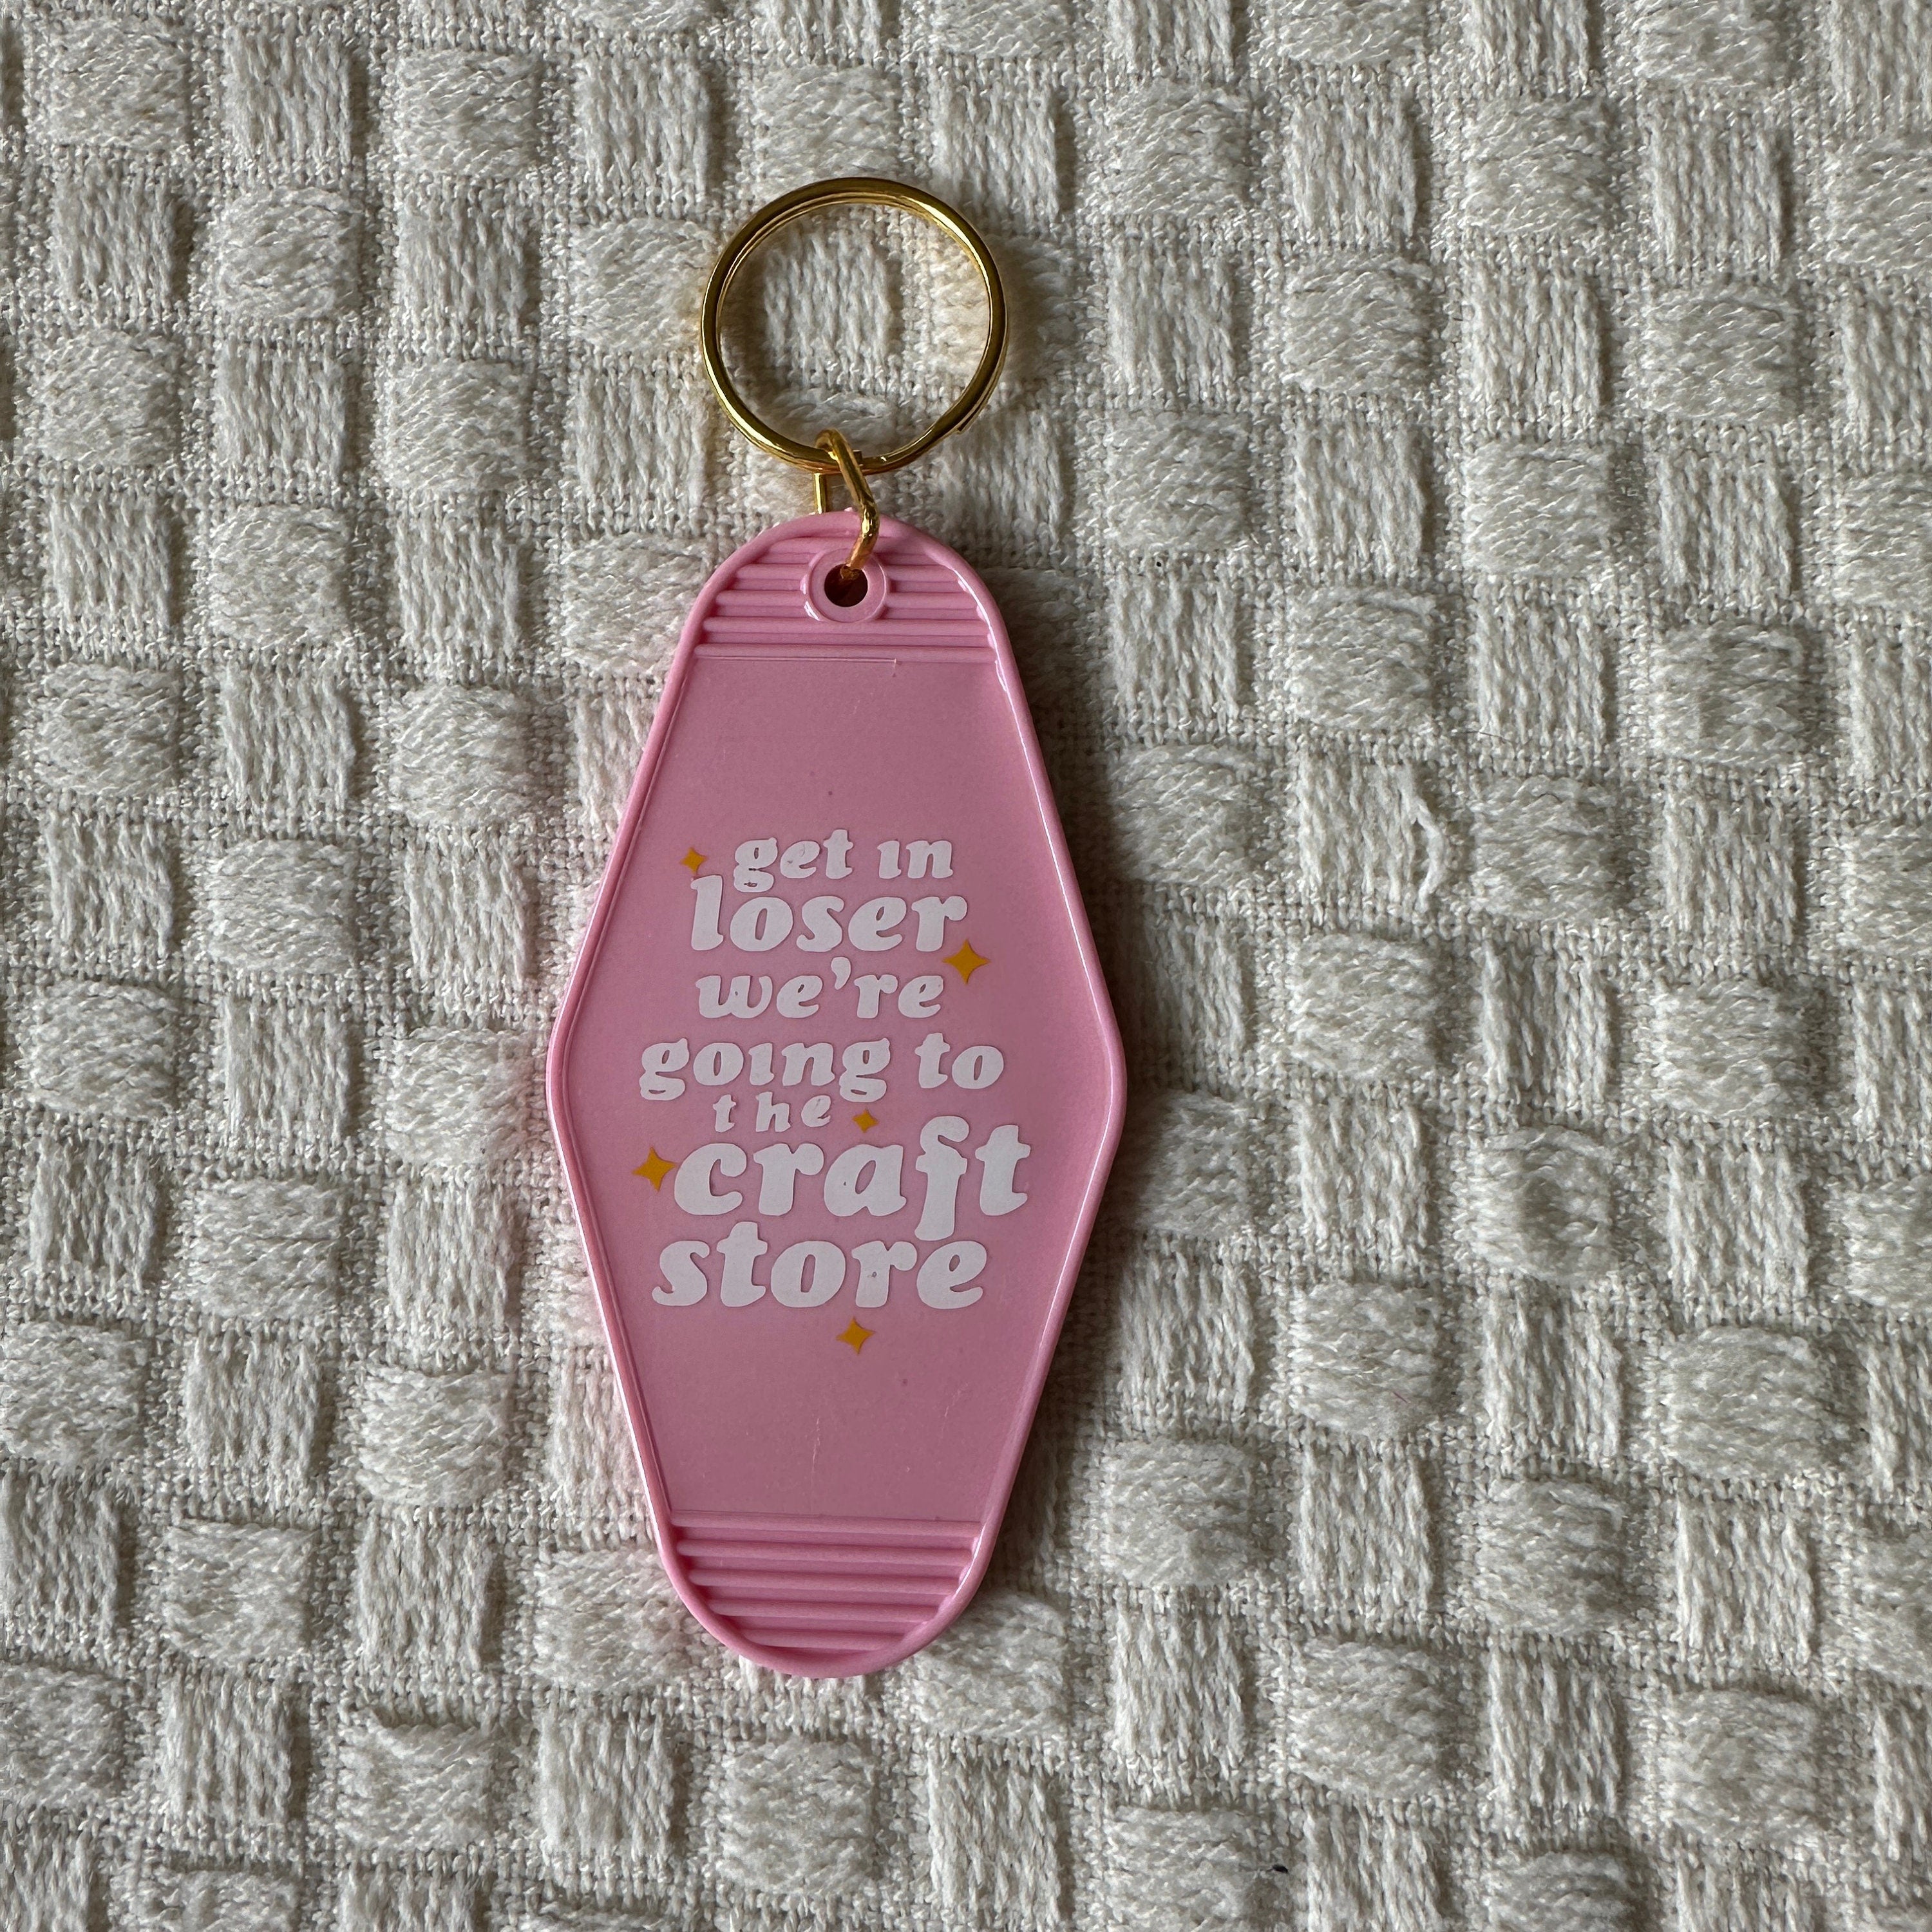 get in
loser
we're
going to
the
craft
store